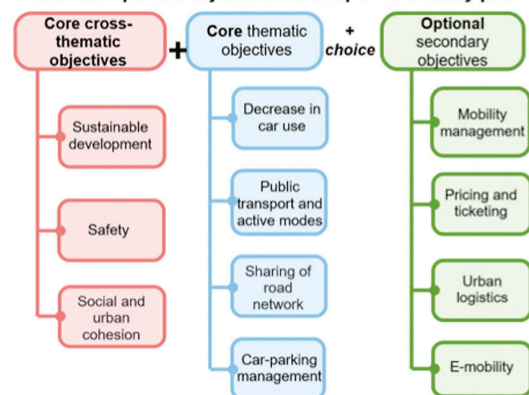 Core cross-
thematic
objectives
+
Core thematic
objectives
+
choice
Optional
secondary
objectives
Sustainable
development
Safety
Social and
urban
cohesion
Decrease in
car use
Public
transport and
active modes
Sharing of
road
network
Car-parking
management
Mobility
management
Pricing and
ticketing
Urban
logistics
E-mobility